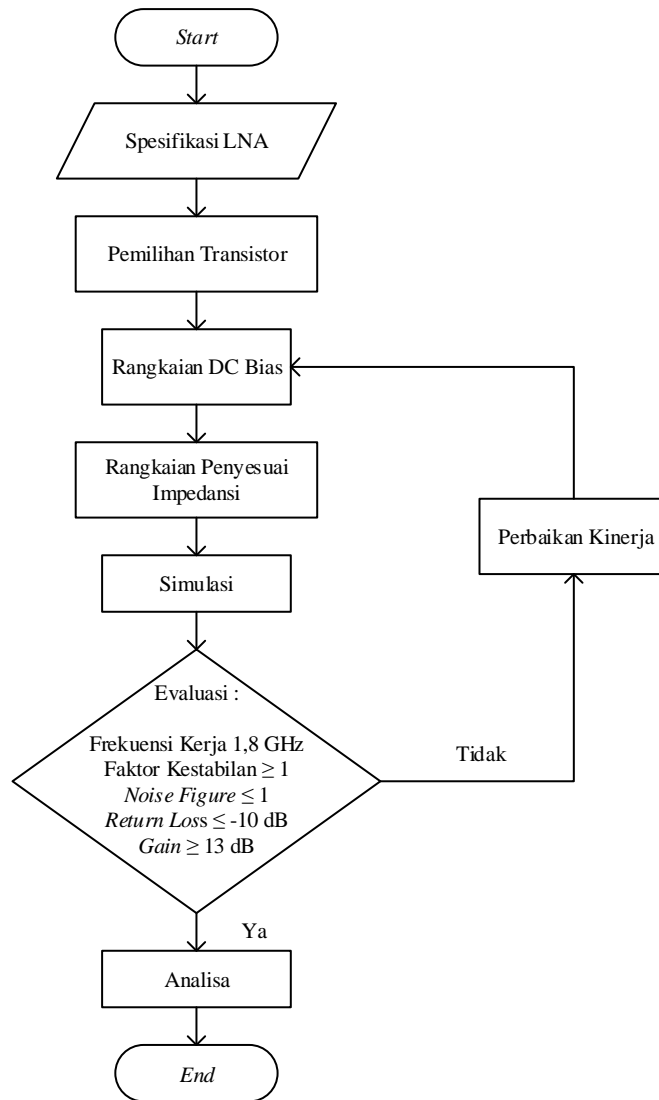 Start
Spesifikasi LNA
Pemilihan Transistor
Rangkaian DC Bias
Rangkaian Penyesuai
Impedansi
Perbaikan Kinerja
Simulasi
Evaluasi :
Frekuensi Kerja 1,8 GHz
Faktor Kestabilan ≥ 1
Noise Figure ≤ 1
Return Loss ≤ -10 dB
Gain ≥ 13 dB
Tidak
Ya
Analisa
End